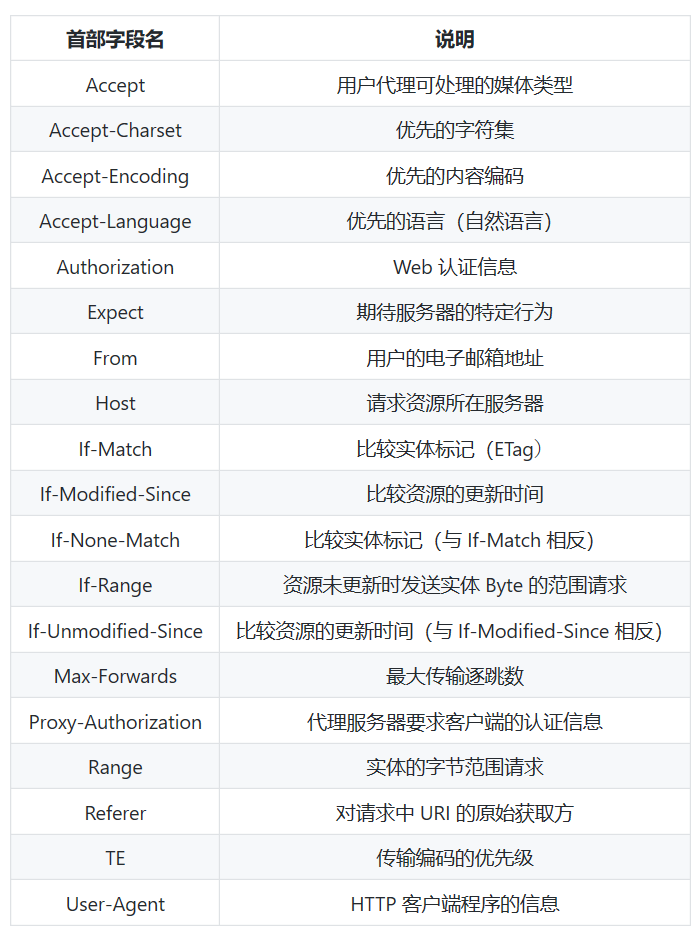 首部字段名 说明
Accept 用户代理可处理的媒体类型
Accept-Charset 优先的字符集
Accept-Encoding 优先的内容编码
Accept-Language 优先的语言（自然语言）
Authorization Web 认证信息
Expect 期待服务器的特定行为
From 用户的电子邮箱地址
Host 请求资源所在服务器
If-Match 比较实体标记（ETag）
If-Modified-Since 比较资源的更新时间
If-None-Match 比较实体标记（与 If-Match 相反）
If-Range 资源未更新时发送实体 Byte 的范围请求
If-Unmodified-Since 比较资源的更新时间（与 If-Modified-Since 相反）
Max-Forwards 最大传输逐跳数
Proxy-Authorization 代理服务器要求客户端的认证信息
Range 实体的字节范围请求
Referer 对请求中 URI 的原始获取方
TE 传输编码的优先级
User-Agent HTTP 客户端程序的信息